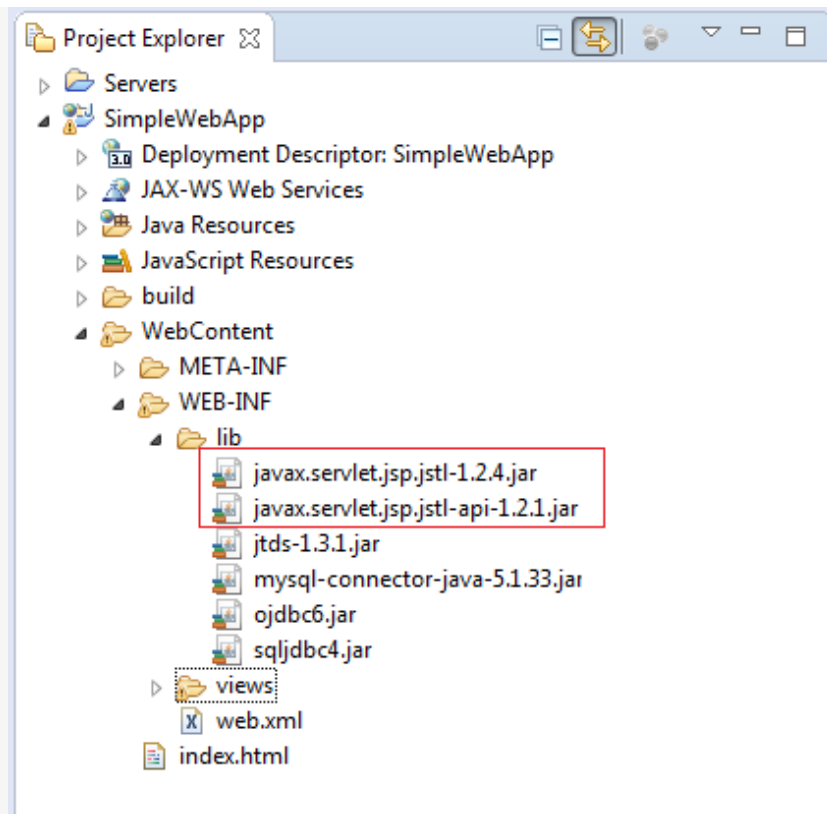 Project Explorer
Servers
SimpleWebApp
3.0 Deployment Descriptor: SimpleWebApp
JAX-WS Web Services
Java Resources
JavaScript Resources
build
WebContent
META-INF
WEB-INF
lib
javax.servlet.jsp.jstl-1.2.4.jar
javax.servlet.jsp.jstl-api-1.2.1.jar
jtds-1.3.1.jar
mysql-connector-java-5.1.33.jar
ojdbc6.jar
sqljdbc4.jar
views
X web.xml
index.html